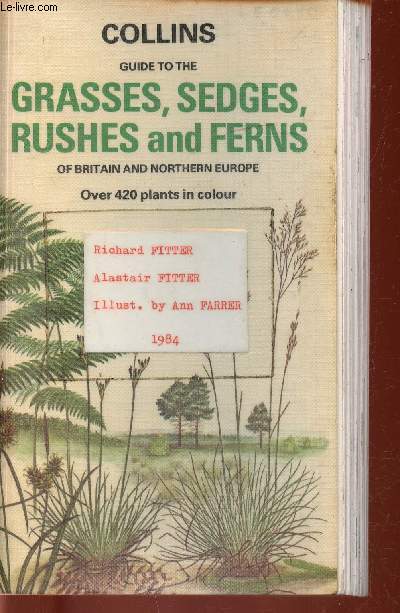 Le-livre.com
COLLINS
GUIDE TO THE
GRASSES, SEDGES,
RUSHES and FERNS
OF BRITAIN AND NORTHERN EUROPE
Over 420 plants in colour
Richard FITTER
Alastair FITTER
Illust. by Ann FARRER
1984